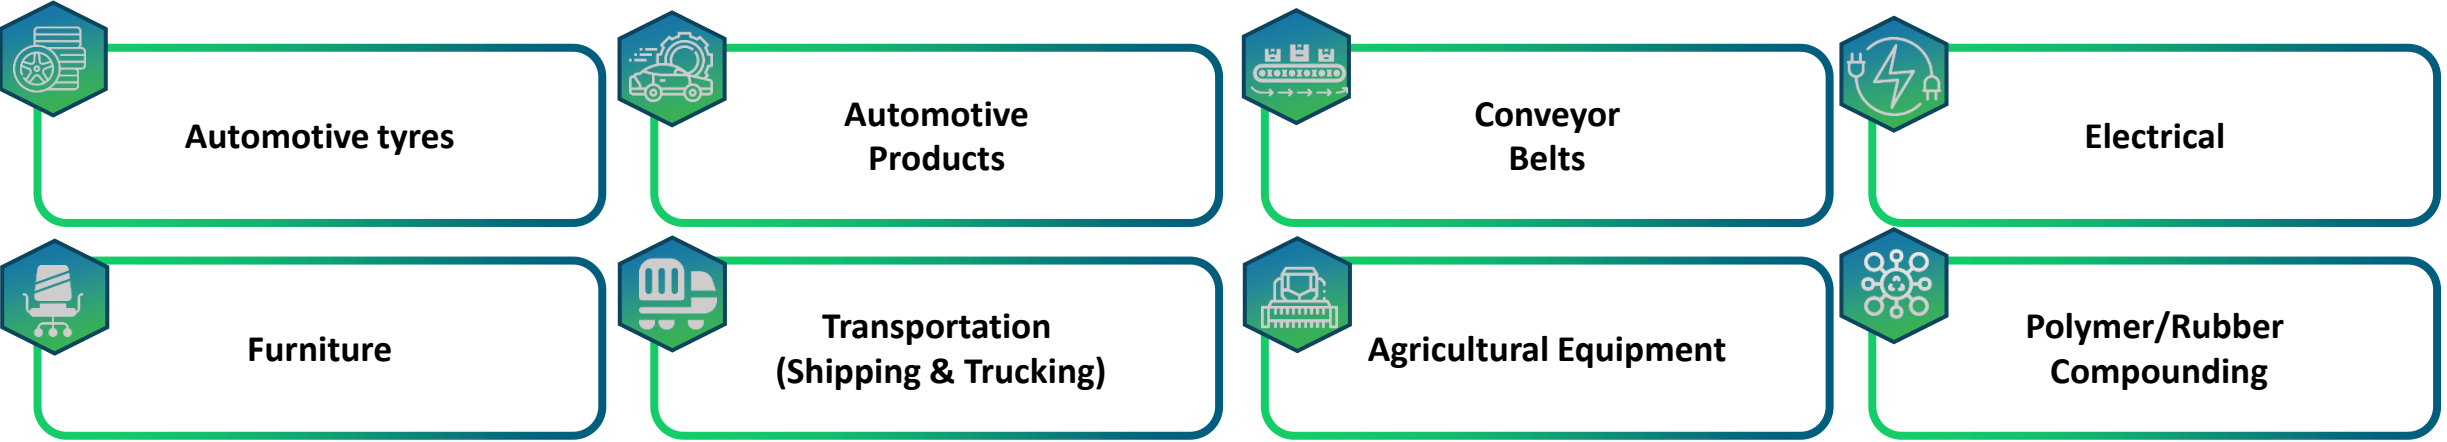 Automotive tyres
Automotive
Products
Conveyor
Belts
Electrical
Furniture
Transportation
(Shipping & Trucking)
Agricultural Equipment
Polymer/Rubber
Compounding